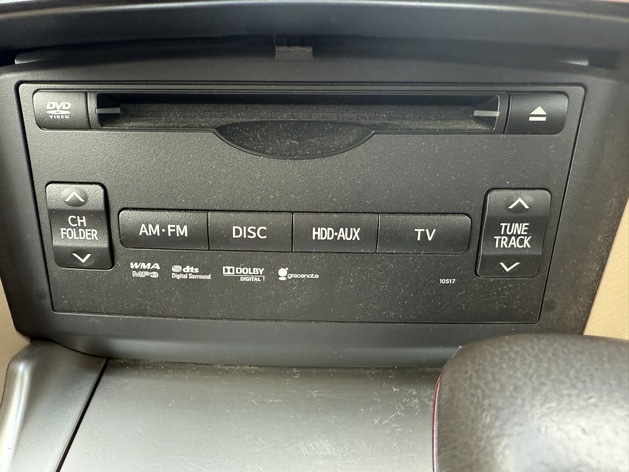 DVD
VIDEO
CH
FOLDER
AM·FM
DISC
HDD·AUX
TV
TUNE
TRACK
WMA
MP3
dts
Digital Surround
DOLBY
DIGITAL
gracenote
10517